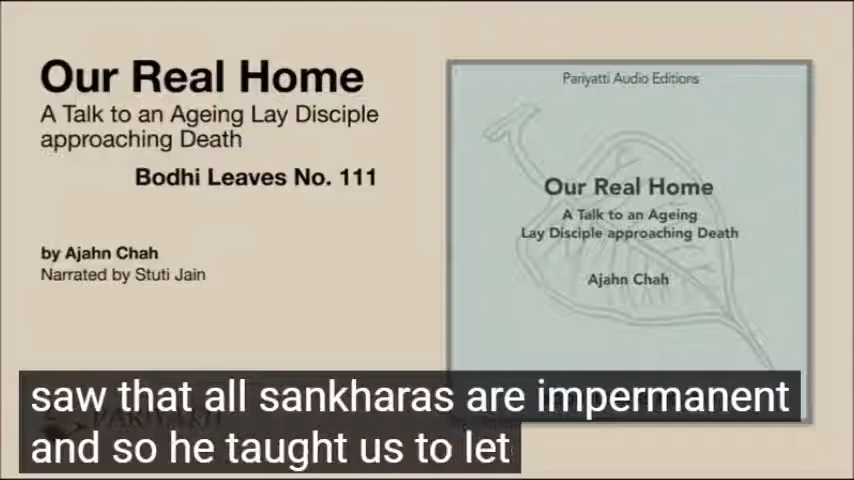 Our Real Home
A Talk to an Ageing Lay Disciple
approaching Death
Bodhi Leaves No. 111
by Ajahn Chah
Narrated by Stuti Jain
Pariyatti Audio Editions
Our Real Home
A Talk to an Ageing
Lay Disciple approaching Death
Ajahn Chah
saw that all sankharas are impermanent
and so he taught us to let